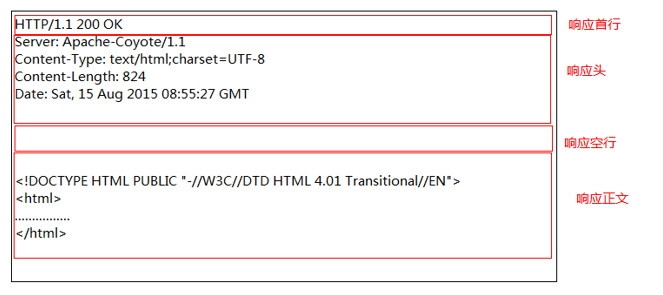 HTTP/1.1 200 OK 响应首行
Server: Apache-Coyote/1.1
Content-Type: text/html;charset=UTF-8
Content-Length: 824
响应头
Date: Sat, 15 Aug 2015 08:55:27 GMT
响应空行
<!DOCTYPE HTML PUBLIC "-//W3C//DTD HTML 4.01 Transitional//EN">
<html>
响应正文
................
</html>